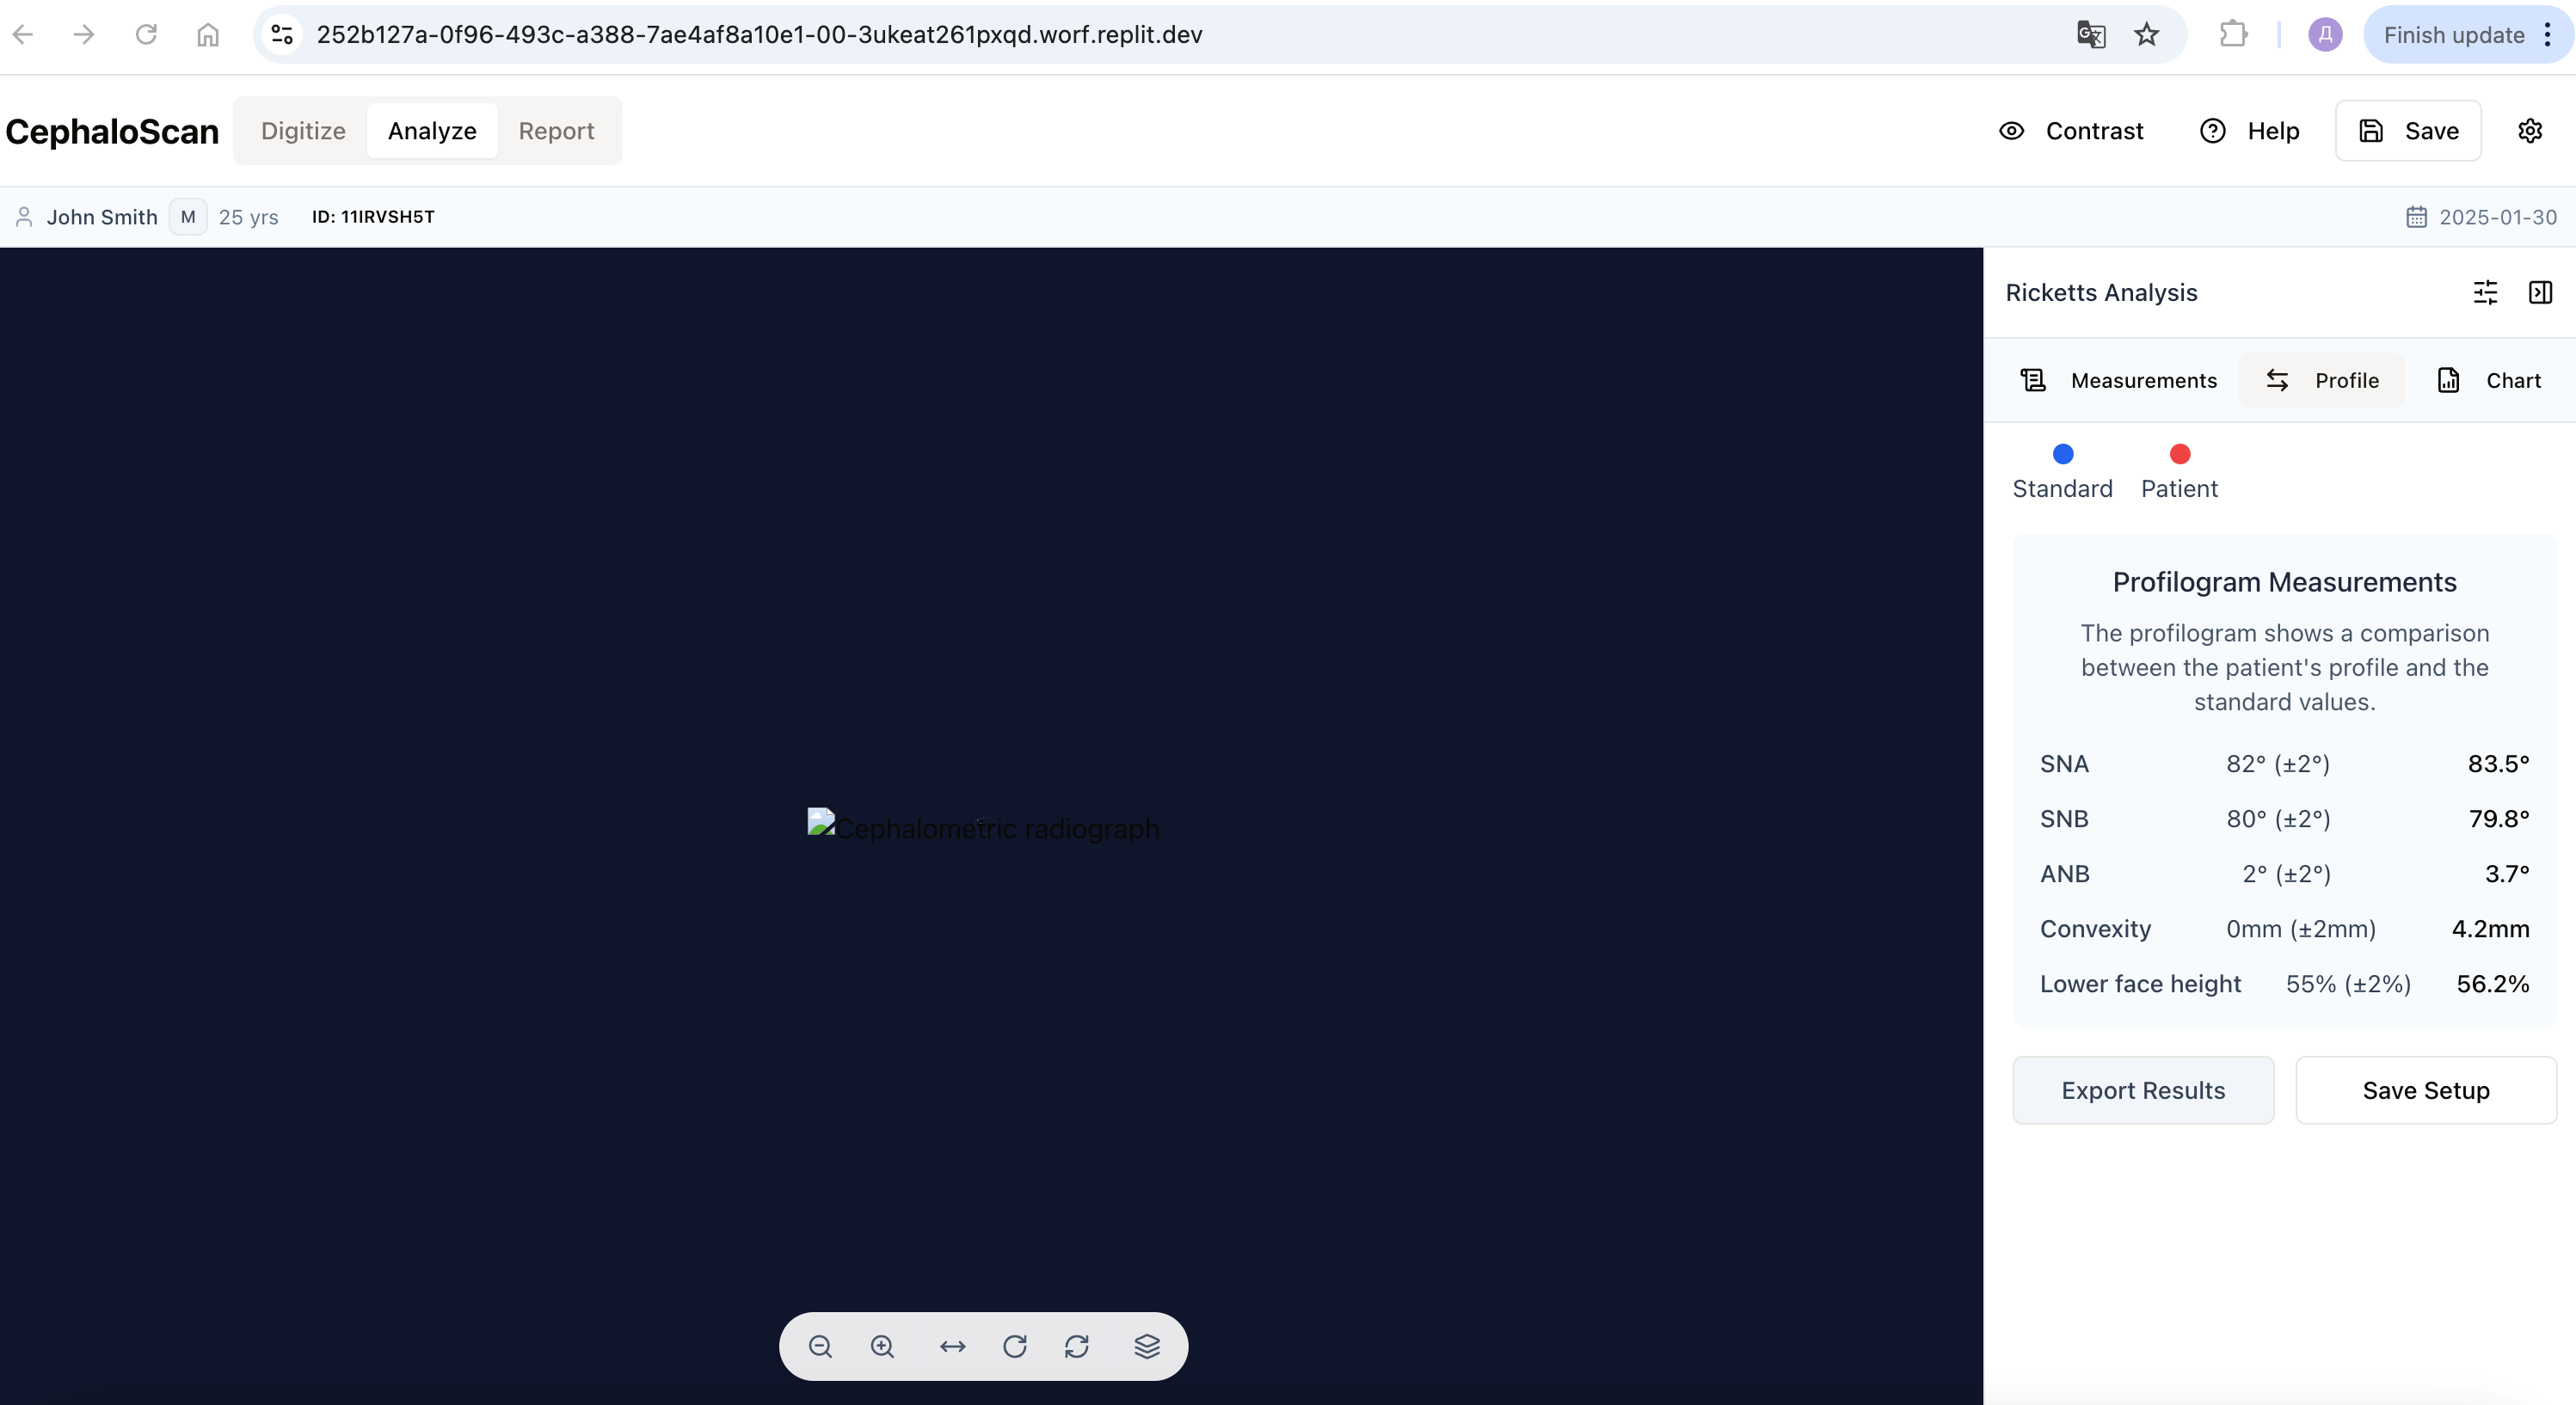 252b127a-0f96-493c-a388-7ae4af8a10e1-00-3ukeat261pxqd.worf.replit.dev
Д
Finish update
CephaloScan
Digitize
Analyze
Report
Contrast
Help
Save
John Smith
M
25 yrs
ID: 11IRVSH5T
2025-01-30
Cephalometric radiograph
Ricketts Analysis
Measurements
Profile
Chart
Standard
Patient
Profilogram Measurements
The profilogram shows a comparison
between the patient's profile and the
standard values.
SNA 82° (±2°) 83.5°
SNB 80° (±2°) 79.8°
ANB 2° (±2°) 3.7°
Convexity 0mm (±2mm) 4.2mm
Lower face height 55% (±2%) 56.2%
Export Results
Save Setup